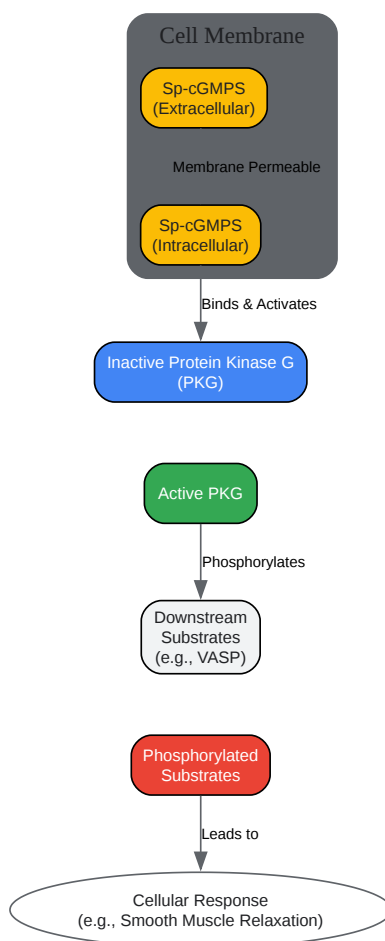 Cell Membrane
Sp-cGMPS
(Extracellular)
Membrane Permeable
Sp-cGMPS
(Intracellular)
Binds & Activates
Inactive Protein Kinase G
(PKG)
Active PKG
Phosphorylates
Downstream
Substrates
(e.g., VASP)
Phosphorylated
Substrates
Leads to
Cellular Response
(e.g., Smooth Muscle Relaxation)